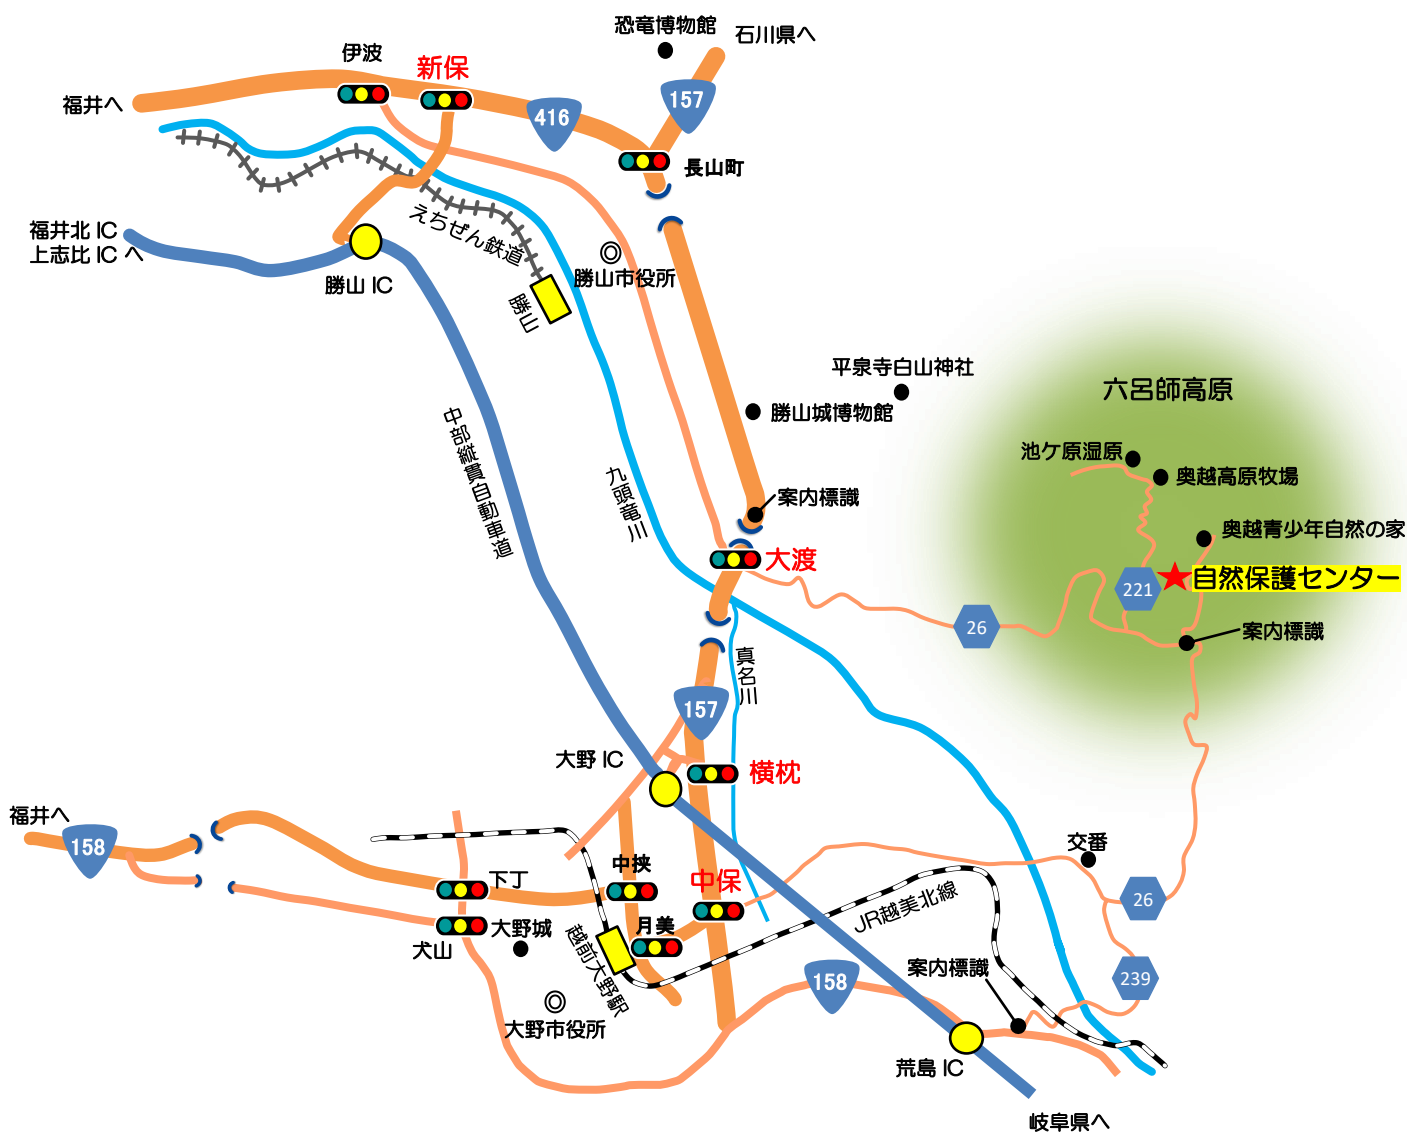 恐竜博物館
石川県へ
伊波
新保
福井へ
157
416
長山町
福井北 IC
上志比 IC へ
えちぜん鉄道
勝山市役所
勝山 IC
勝山
平泉寺白山神社
六呂師高原
勝山城博物館
中部縦貫自動車道
池ケ原湿原
九頭竜川
奥越高原牧場
案内標識
奥越青少年自然の家
大渡
自然保護センター
221
26
案内標識
真名川
157
大野 IC
横枕
福井へ
158
交番
中挟
下丁
中保
26
JR越美北線
月美
大野城
犬山
越前大野駅
案内標識
239
158
大野市役所
荒島 IC
岐阜県へ